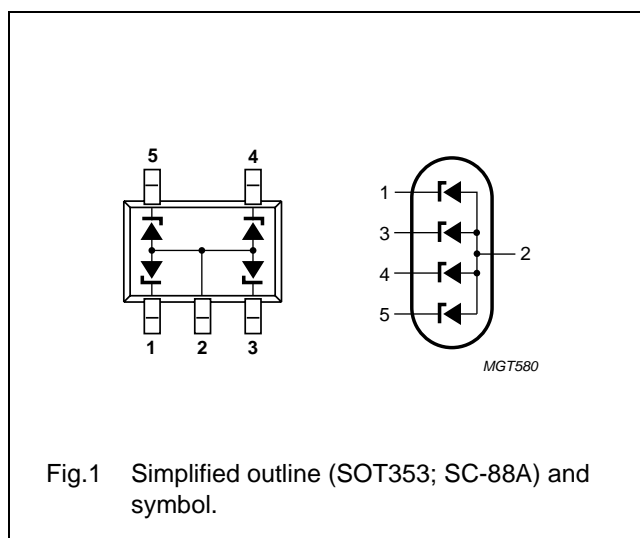 5 4
1 2 3
1
3
4
5
2
MGT580
Fig.1 Simplified outline (SOT353; SC-88A) and
symbol.